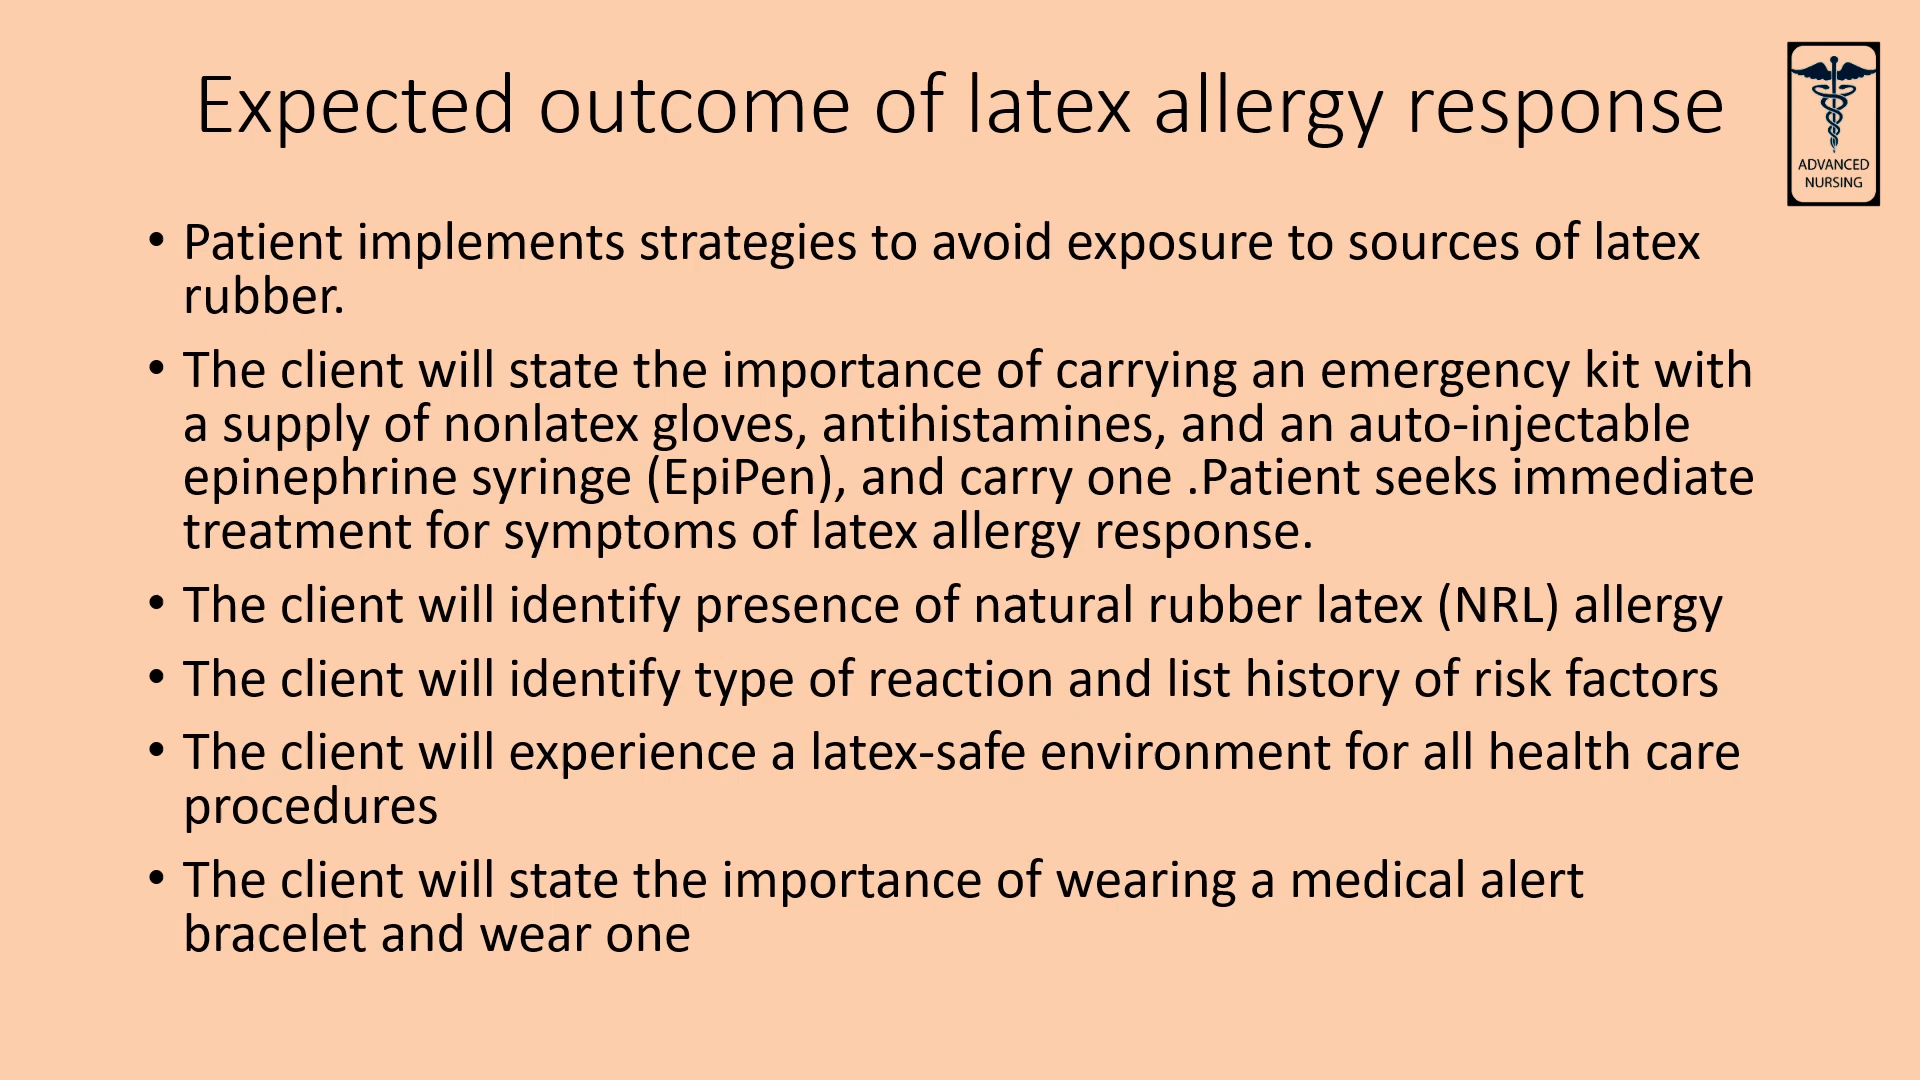 Expected outcome of latex allergy response
ADVANCED
NURSING
• Patient implements strategies to avoid exposure to sources of latex
rubber.
• The client will state the importance of carrying an emergency kit with
a supply of nonlatex gloves, antihistamines, and an auto-injectable
epinephrine syringe (EpiPen), and carry one .Patient seeks immediate
treatment for symptoms of latex allergy response.
• The client will identify presence of natural rubber latex (NRL) allergy
• The client will identify type of reaction and list history of risk factors
• The client will experience a latex-safe environment for all health care
procedures
• The client will state the importance of wearing a medical alert
bracelet and wear one